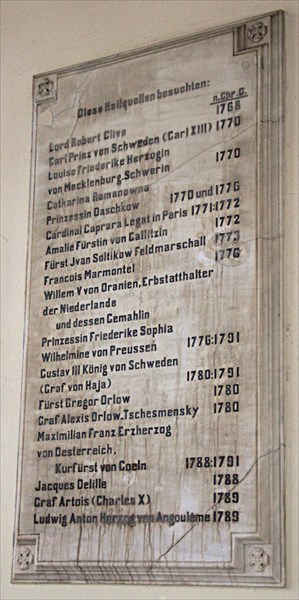 Diese Heilquellen besuchten:
n.Chr.G.
Lord Robert Clive 1768
Carl Prinz von Schweden (Carl XIII) 1770
Louise Friederike Herzogin
von Mecklenburg-Schwerin 1770
Catharina Romanowna
Prinzessin Daschkow 1770 und 1776
Cardinal Caprara Legat in Paris 1771:1772
Amalie Fürstin von Gallitzin 1772
Fürst Jvan Soltikow Feldmarschall 1773
Francois Marmontel 1776
Willem V von Oranien, Erbstatthalter
der Niederlande
und dessen Gemahlin
Prinzessin Friederike Sophia
Wilhelmine von Preussen 1776:1791
Gustav III König von Schweden
(Graf von Haja) 1780:1791
Fürst Gregor Orlow 1780
Graf Alexis Orlow-Tschesmensky 1780
Maximilian Franz Erzherzog
von Oesterreich,
Kurfürst von Coeln 1788:1791
Jacques Delille 1788
Graf Artois (Charles X) 1789
Ludwig Anton Herzog von Angoulème 1789